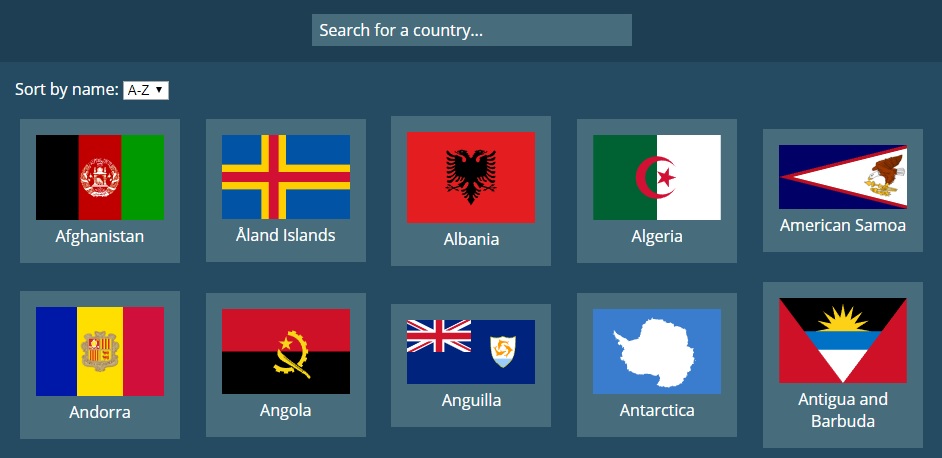 Search for a country...
Sort by name: A-Z
Afghanistan
Åland Islands
Albania
Algeria
American Samoa
Andorra
Angola
Anguilla
Antarctica
Antigua and
Barbuda